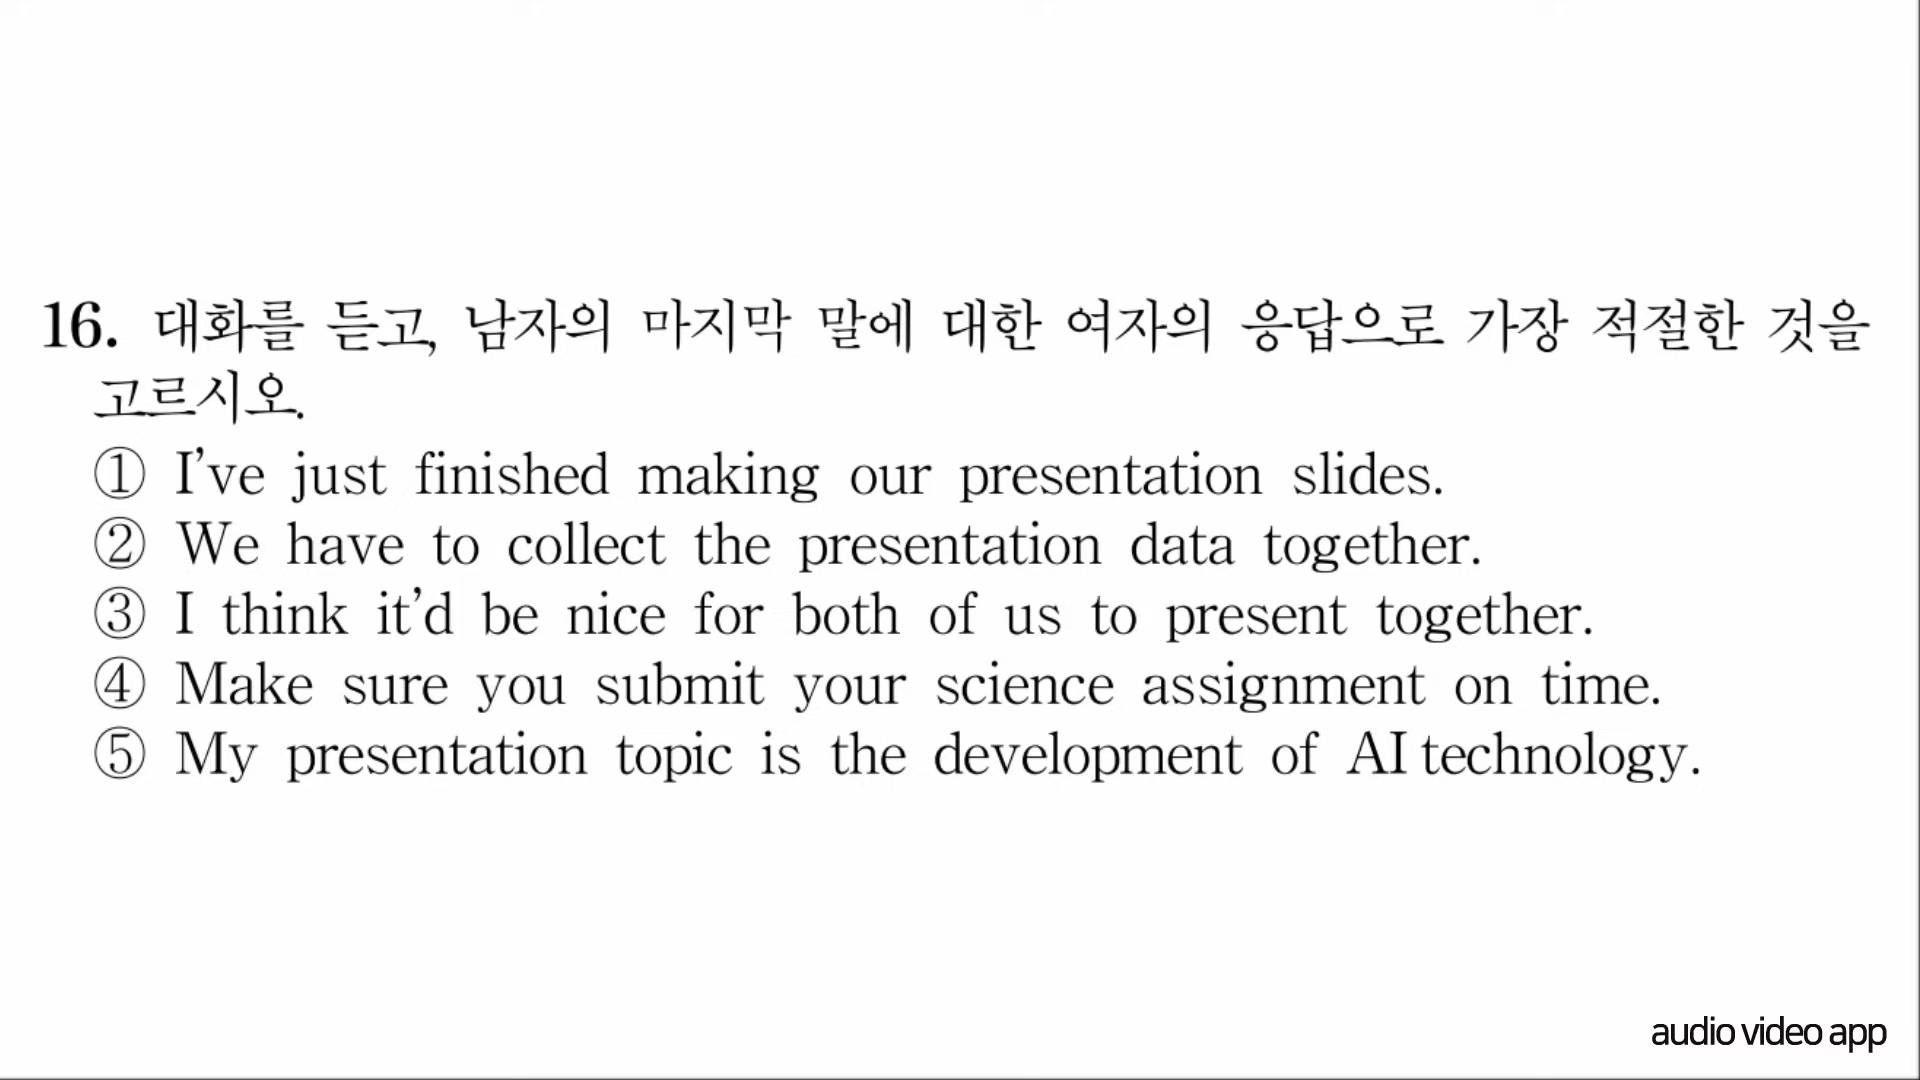 16. 대화를 듣고, 남자의 마지막 말에 대한 여자의 응답으로 가장 적절한 것을
고르시오.
① I’ve just finished making our presentation slides.
② We have to collect the presentation data together.
③ I think it’d be nice for both of us to present together.
④ Make sure you submit your science assignment on time.
⑤ My presentation topic is the development of AI technology.
audio video app